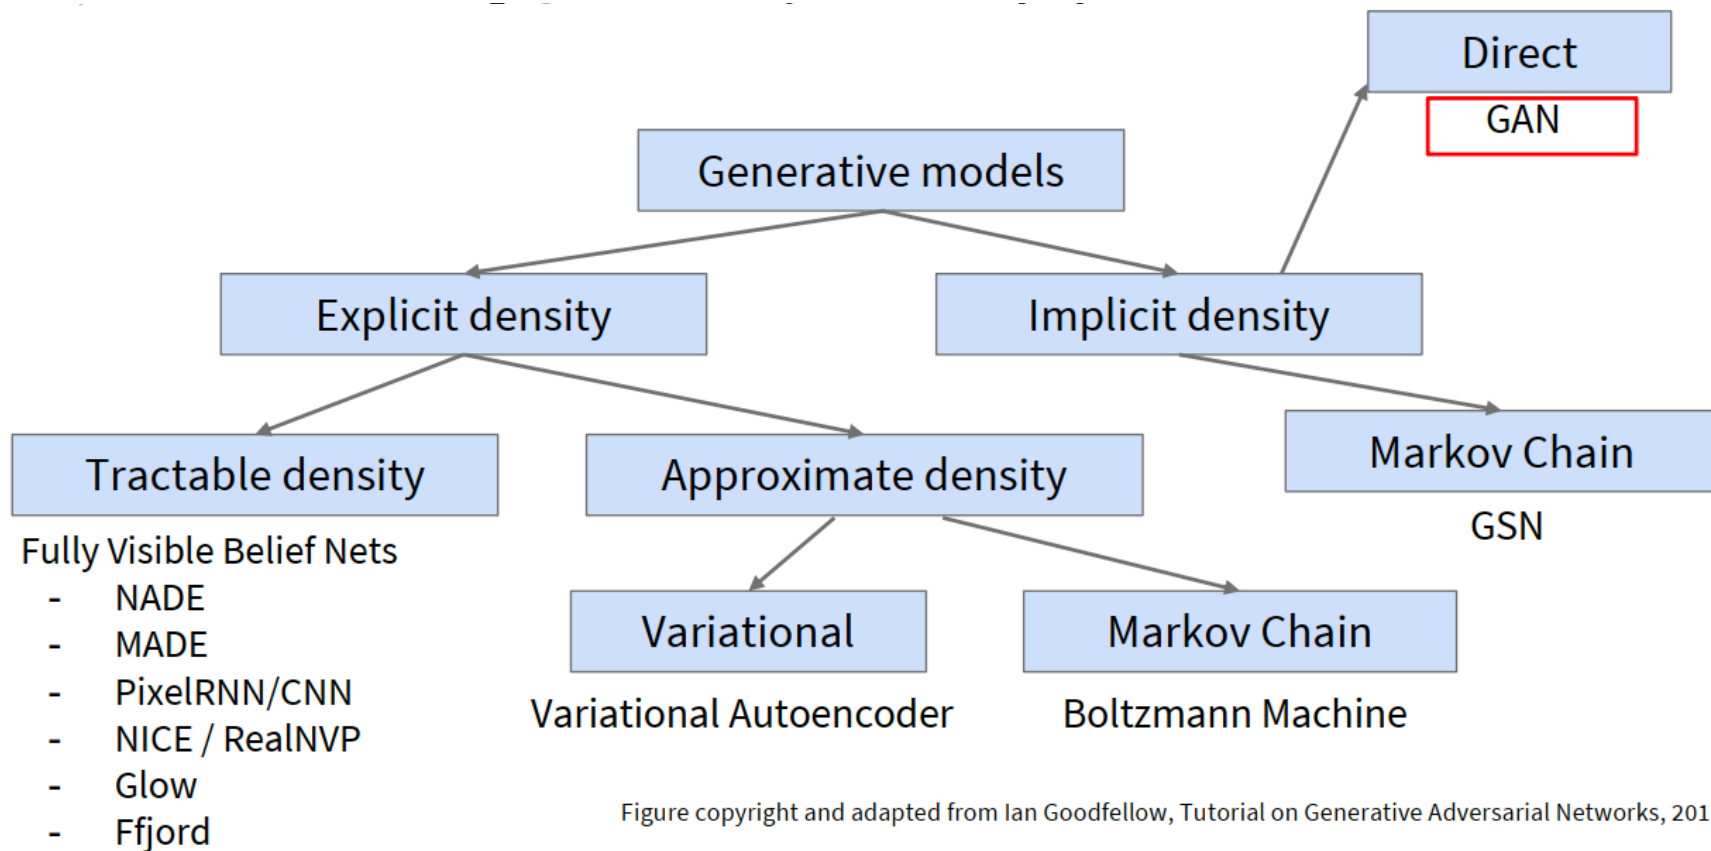 Direct
GAN
Generative models
Explicit density
Implicit density
Markov Chain
GSN
Tractable density
Approximate density
Fully Visible Belief Nets
- NADE
- MADE
- PixelRNN/CNN
- NICE / RealNVP
- Glow
- Ffjord
Variational
Markov Chain
Variational Autoencoder
Boltzmann Machine
Figure copyright and adapted from Ian Goodfellow, Tutorial on Generative Adversarial Networks, 201